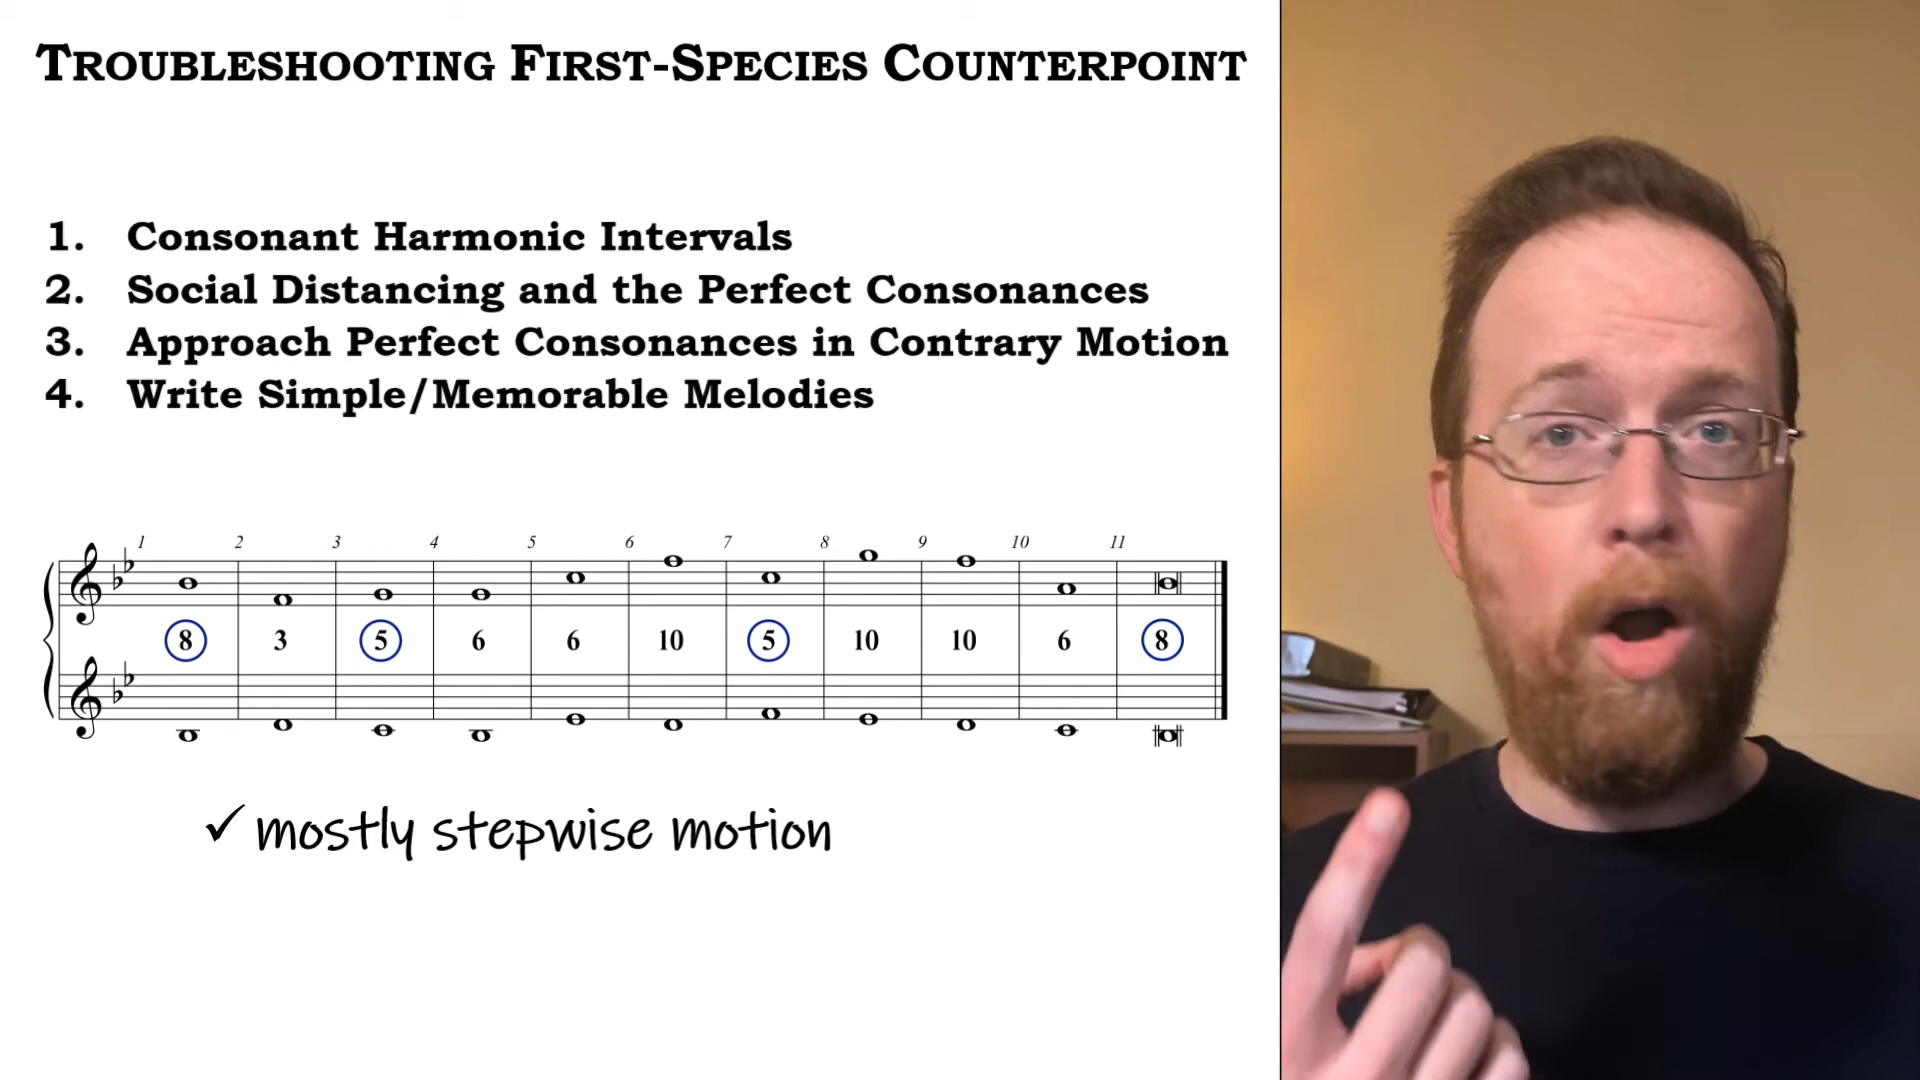 TROUBLESHOOTING FIRST-SPECIES COUNTERPOINT
1. Consonant Harmonic Intervals
2. Social Distancing and the Perfect Consonances
3. Approach Perfect Consonances in Contrary Motion
4. Write Simple/Memorable Melodies
1 2 3 4 5 6 7 8 9 10 11
8 3 5 6 6 10 5 10 10 6 8
✓ mostly stepwise motion